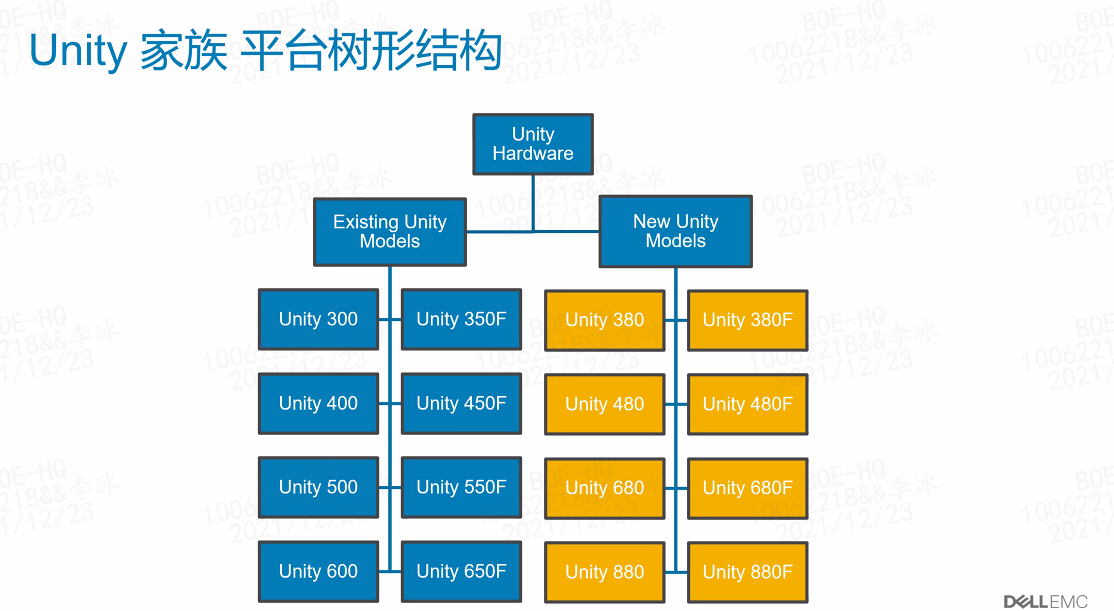 Unity 家族 平台树形结构
Unity
Hardware
Existing Unity
Models
New Unity
Models
Unity 300
Unity 350F
Unity 380
Unity 380F
Unity 400
Unity 450F
Unity 480
Unity 480F
Unity 500
Unity 550F
Unity 680
Unity 680F
Unity 600
Unity 650F
Unity 880
Unity 880F
DELLEMC
BOE-HQ
10062218&&李冰
2021/12/23